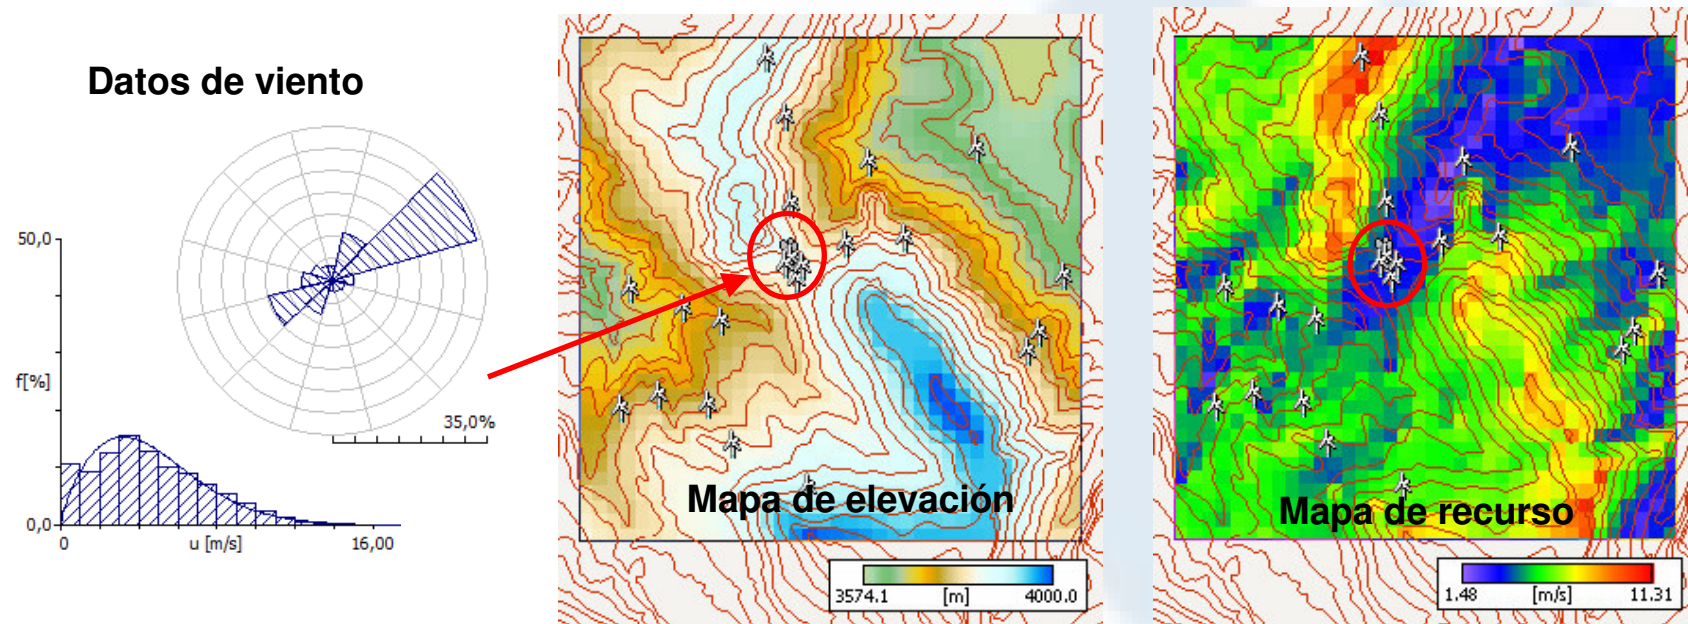 Datos de viento
50,0
f[%]
35,0%
0,0
0
u [m/s]
16,00
Mapa de elevación
3574.1
[m]
4000.0
Mapa de recurso
1.48
[m/s]
11.31